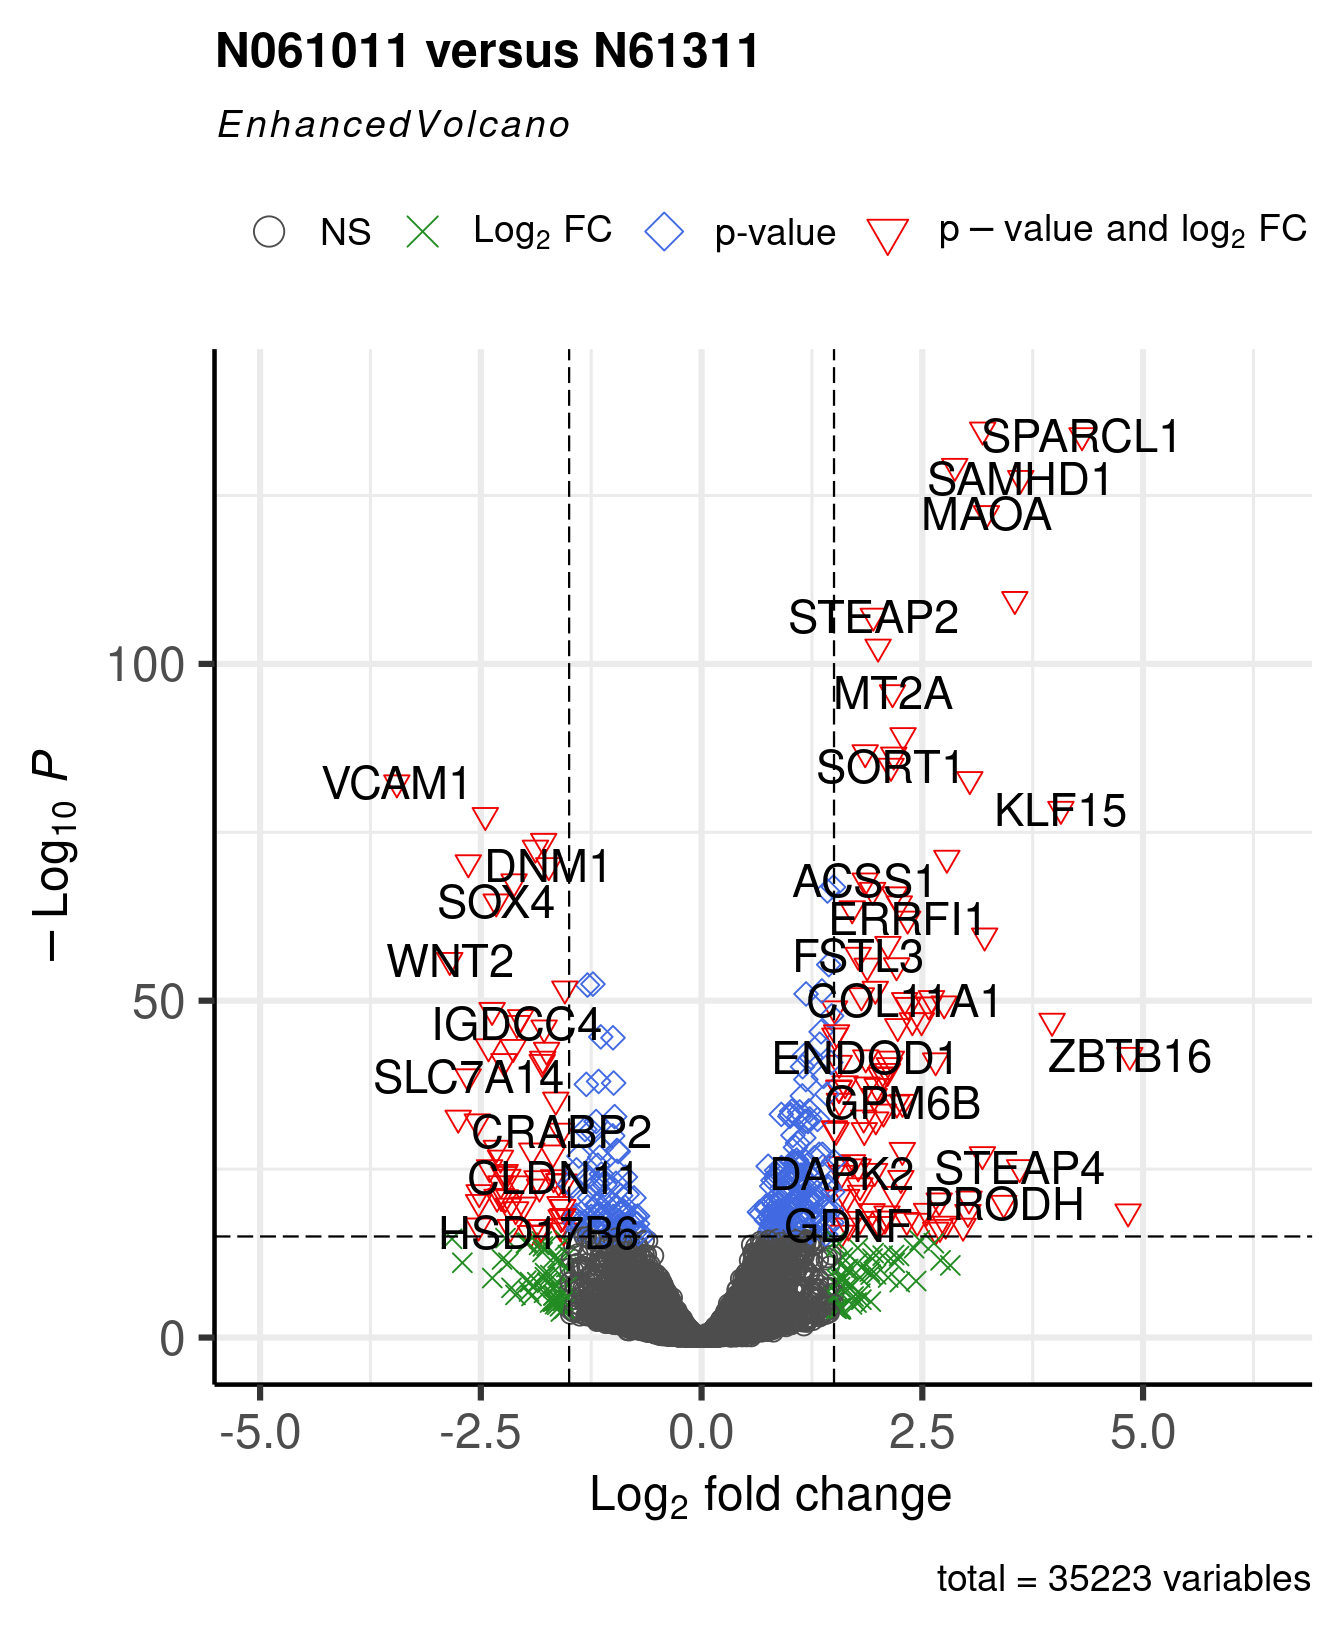 N061011 versus N61311
EnhancedVolcano
NS Log₂ FC p-value p − value and log₂ FC
SPARCL1
SAMHD1
MAOA
STEAP2
100
MT2A
SORT1
VCAM1
KLF15
DNM1
ACSS1
SOX4
ERRFI1
WNT2
FSTL3
50
COL11A1
IGDCC4
ENDOD1
ZBTB16
SLC7A14
GPM6B
CRABP2
STEAP4
DAPK2
CLDN11
PRODH
GDNF
HSD17B6
0
− Log₁₀ P
-5.0 -2.5 0.0 2.5 5.0
Log₂ fold change
total = 35223 variables